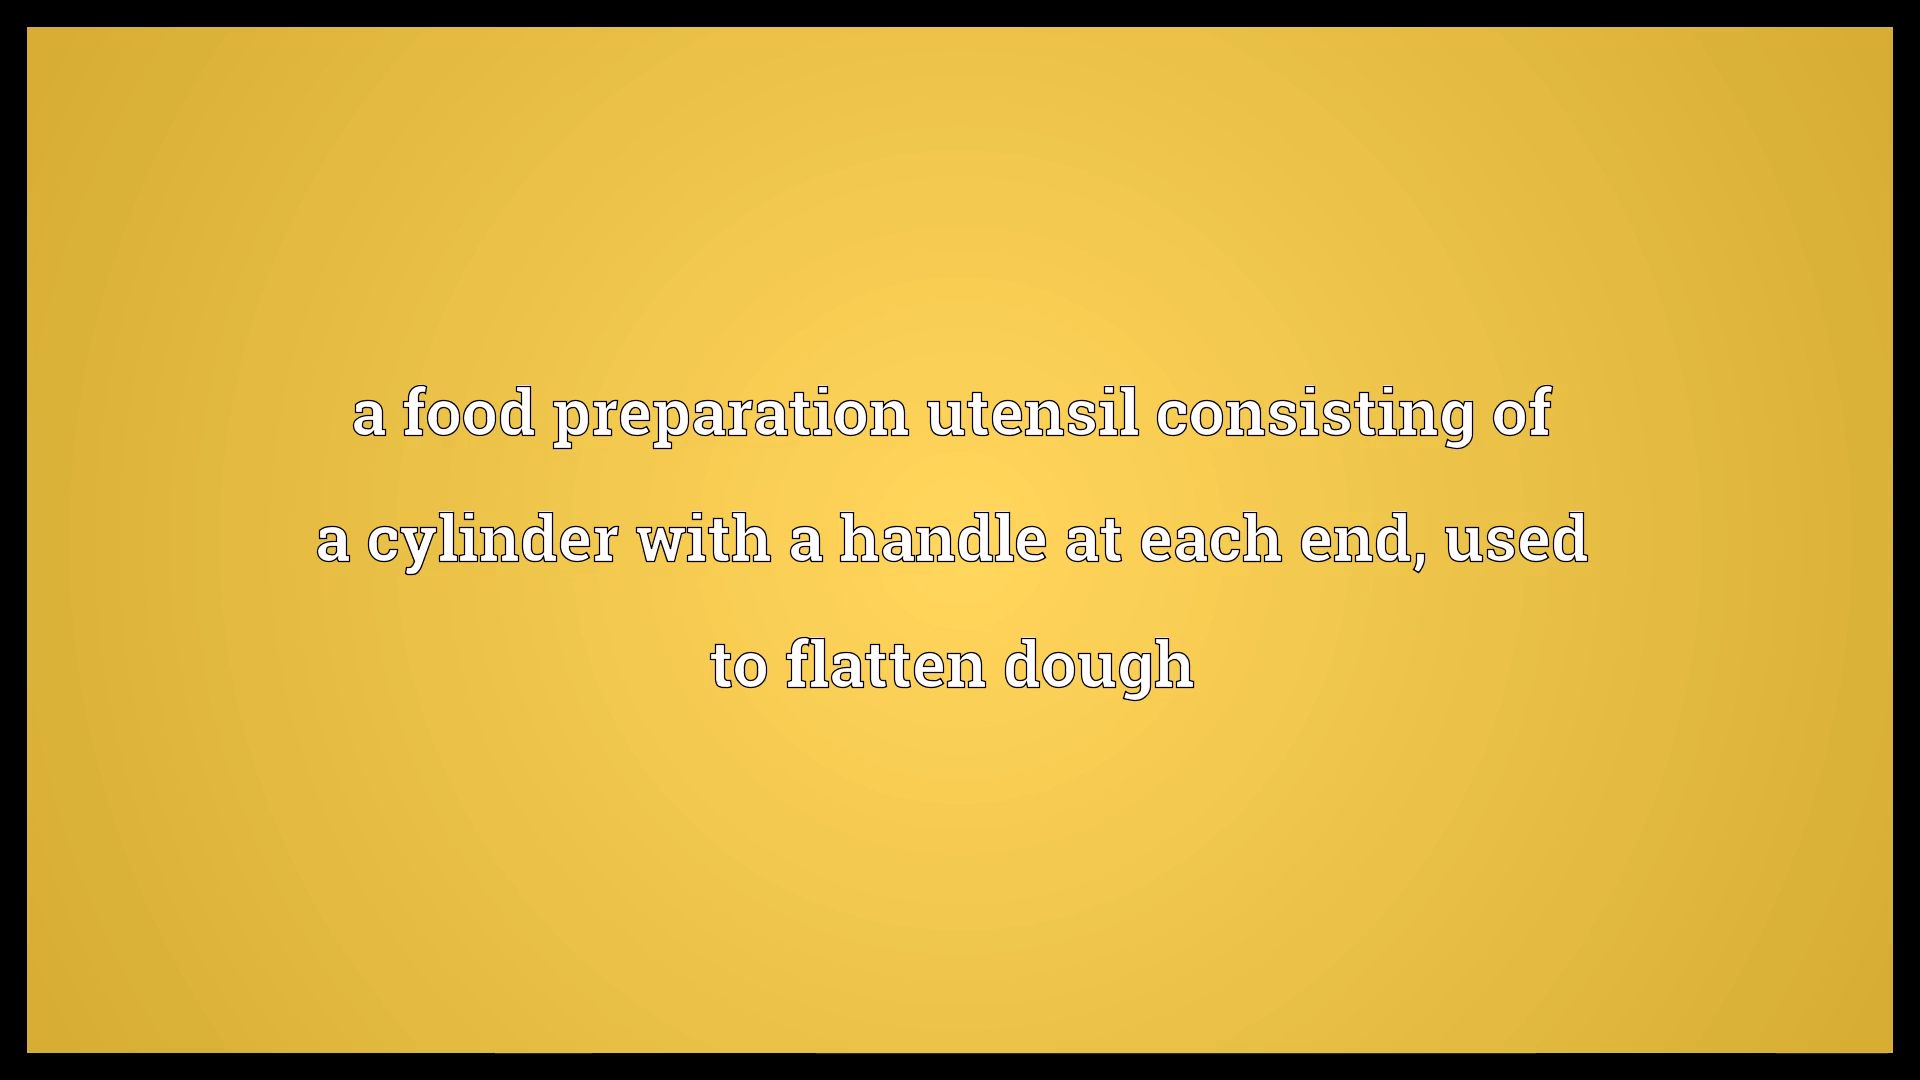 a food preparation utensil consisting of
a cylinder with a handle at each end, used
to flatten dough